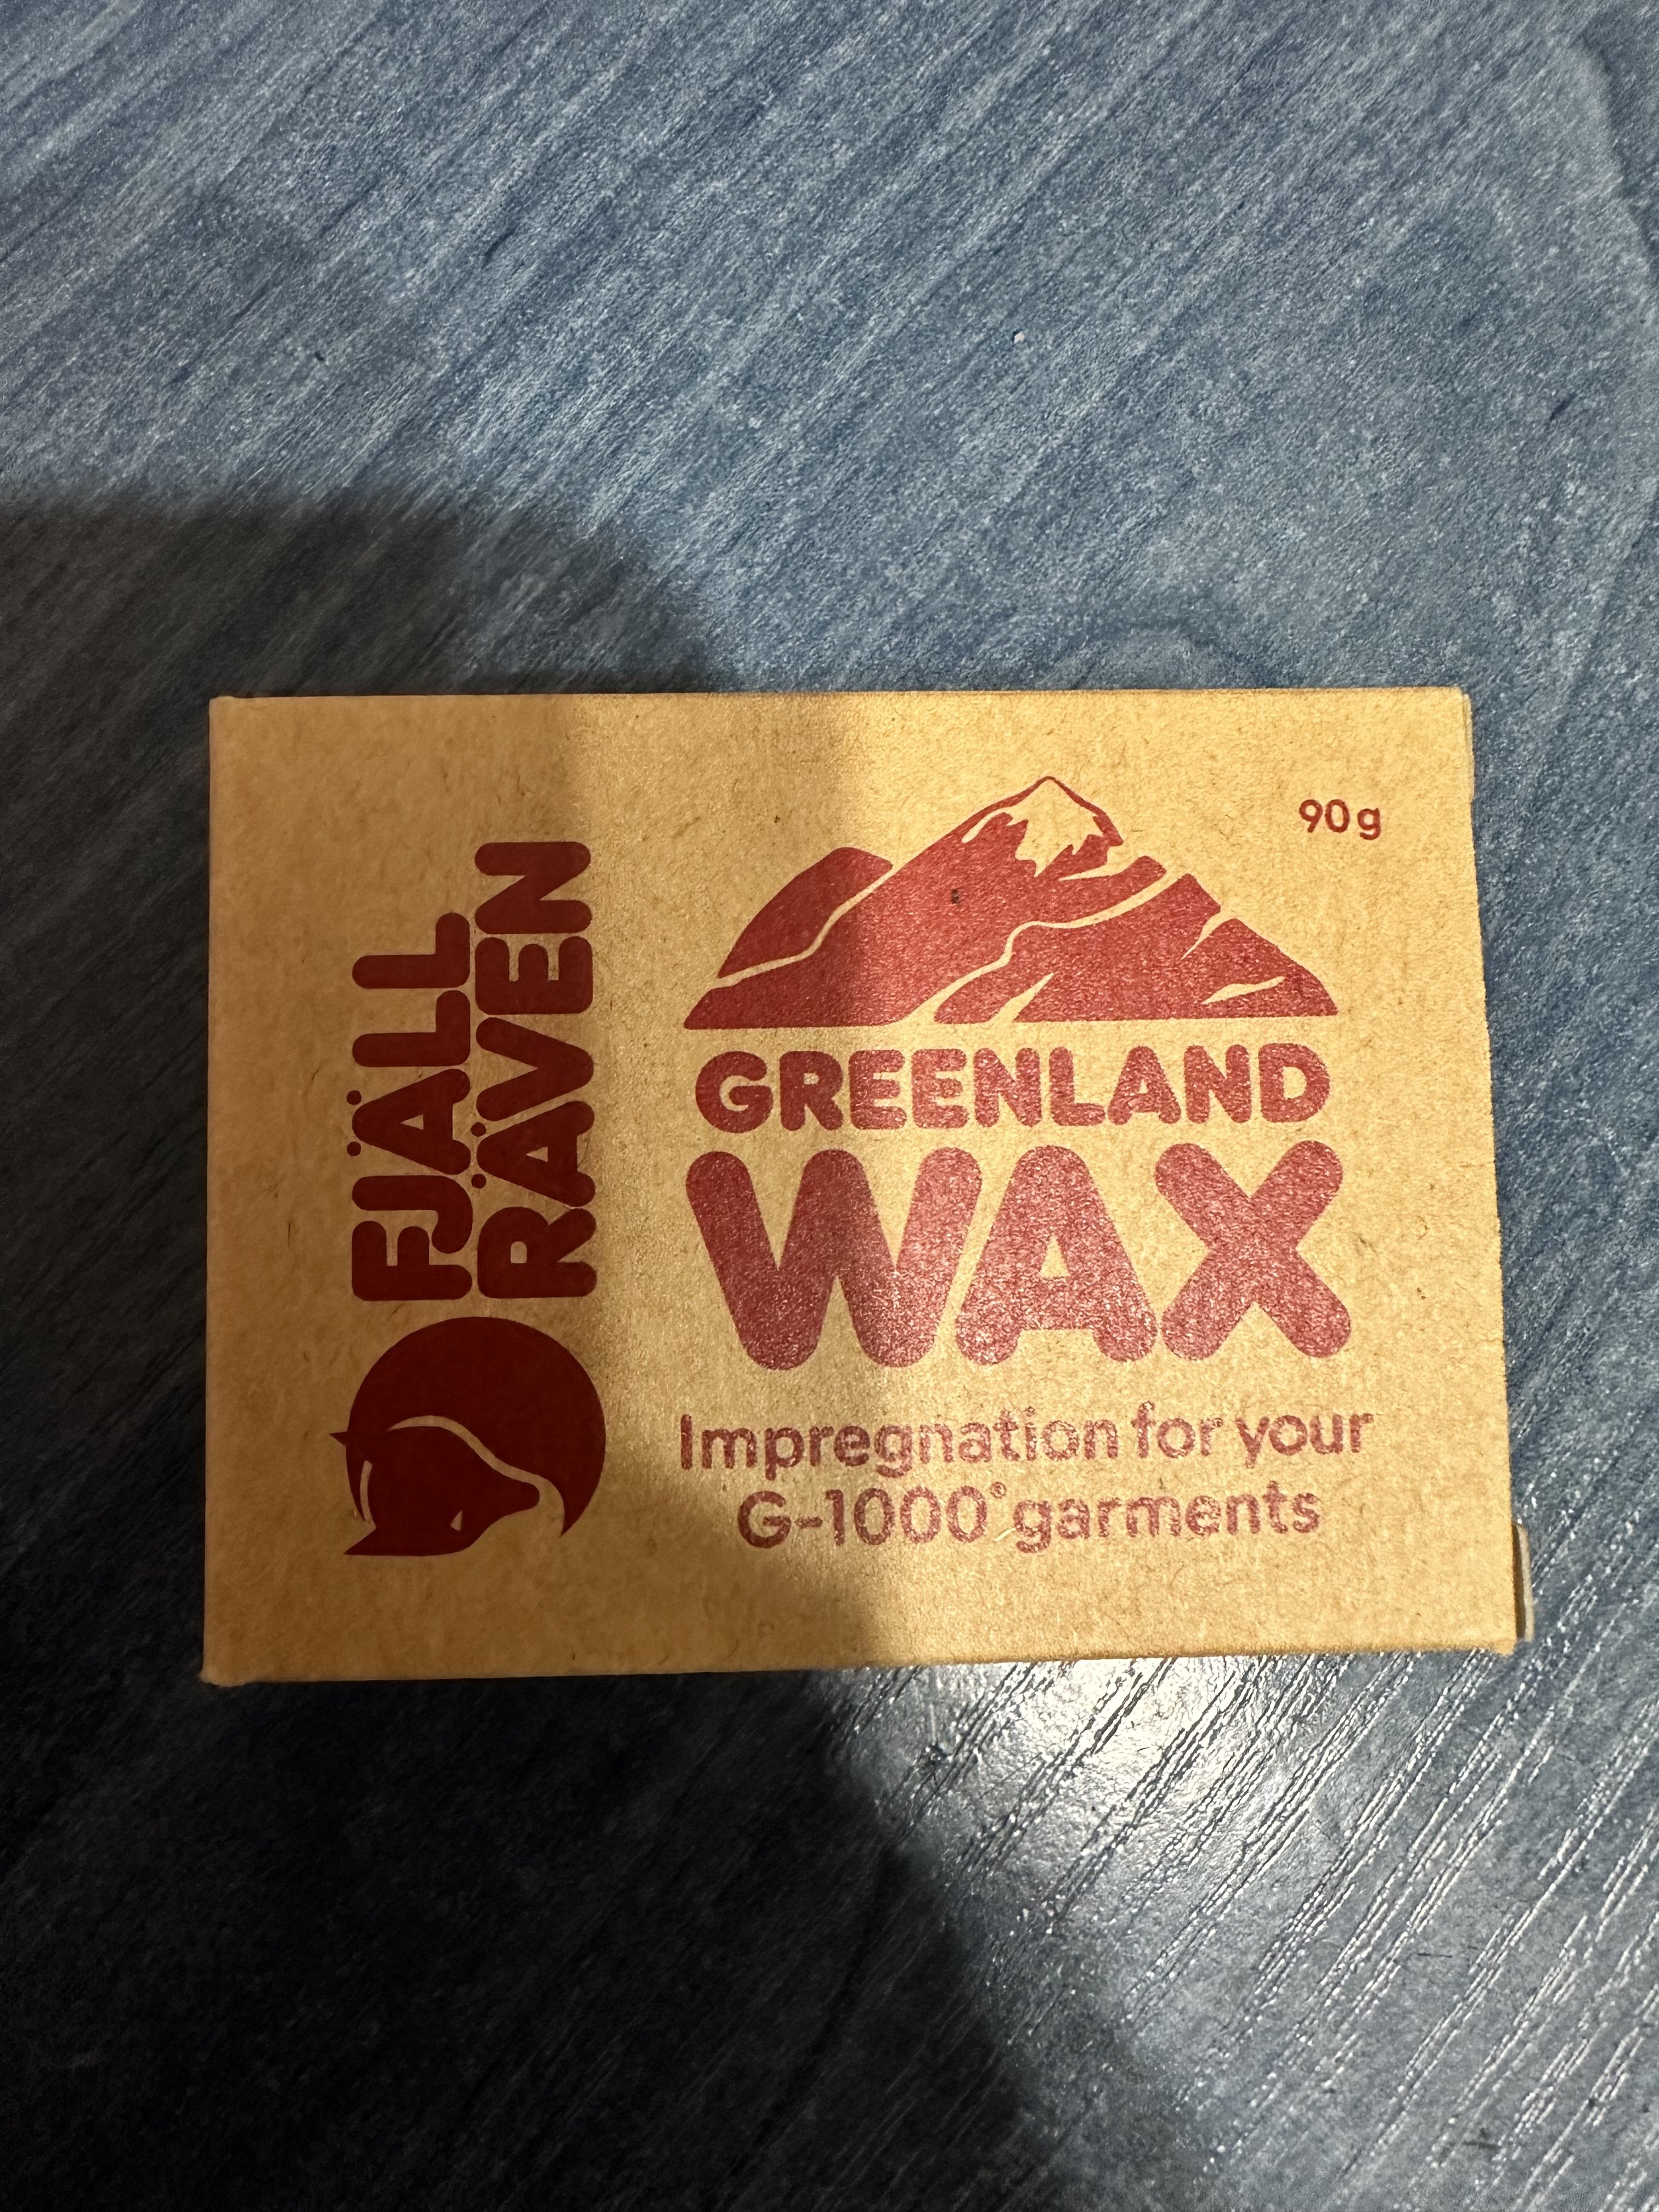 FJÄLL
RÄVEN
90g
GREENLAND
WAX
Impregnation for your
G-1000® garments